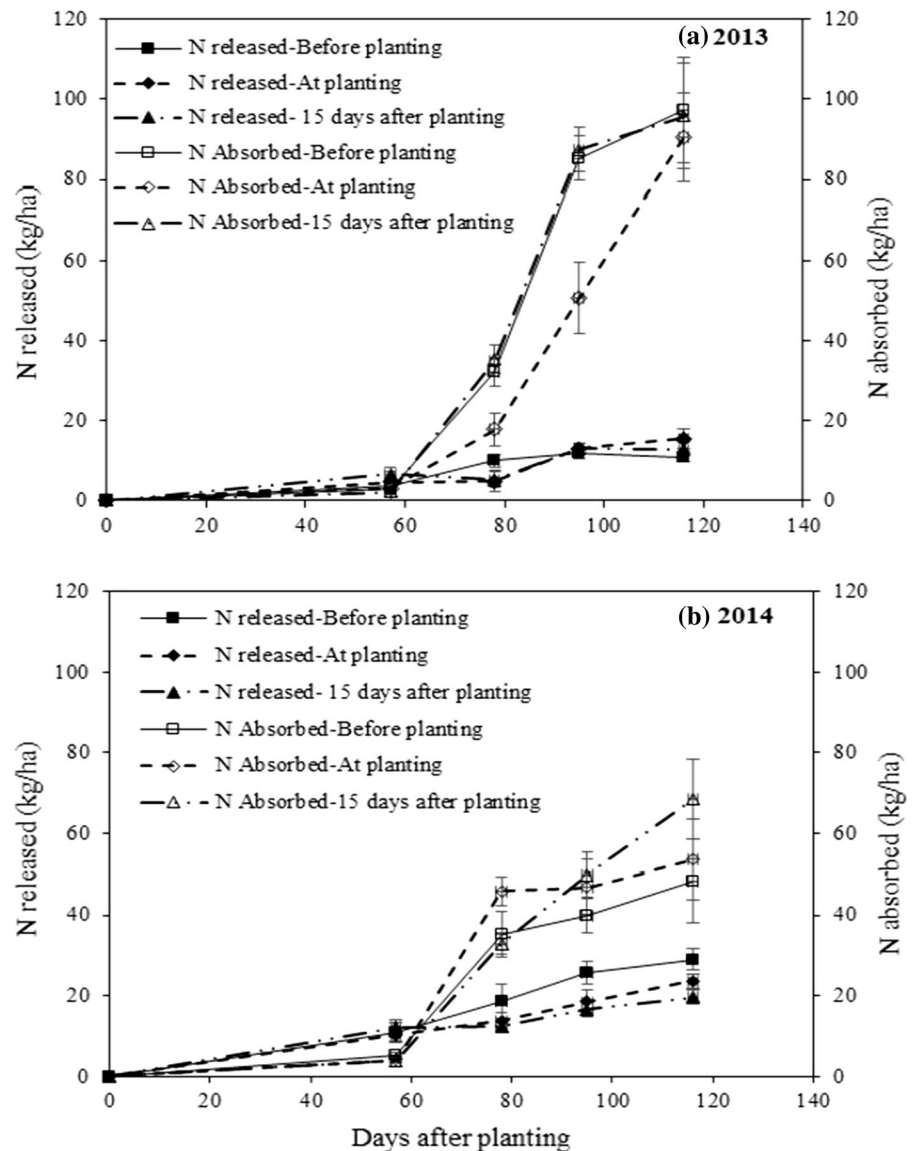 (a) 2013
N released-Before planting
N released-At planting
N released- 15 days after planting
N Absorbed-Before planting
N Absorbed-At planting
N Absorbed-15 days after planting
N released (kg/ha)
120
100
80
60
40
20
0
N absorbed (kg/ha)
120
100
80
60
40
20
0
0 20 40 60 80 100 120 140
(b) 2014
N released-Before planting
N released-At planting
N released- 15 days after planting
N Absorbed-Before planting
N Absorbed-At planting
N Absorbed-15 days after planting
N released (kg/ha)
120
100
80
60
40
20
0
N absorbed (kg/ha)
120
100
80
60
40
20
0
0 20 40 60 80 100 120 140
Days after planting